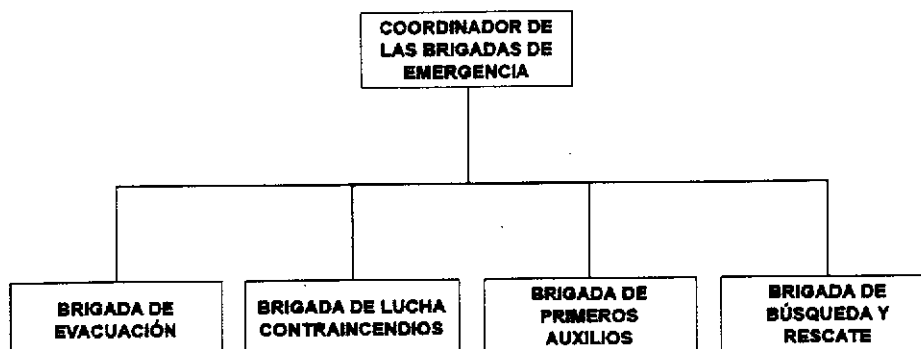 COORDINADOR DE
LAS BRIGADAS DE
EMERGENCIA
BRIGADA DE
EVACUACIÓN
BRIGADA DE LUCHA
CONTRAINCENDIOS
BRIGADA DE
PRIMEROS
AUXILIOS
BRIGADA DE
BÚSQUEDA Y
RESCATE